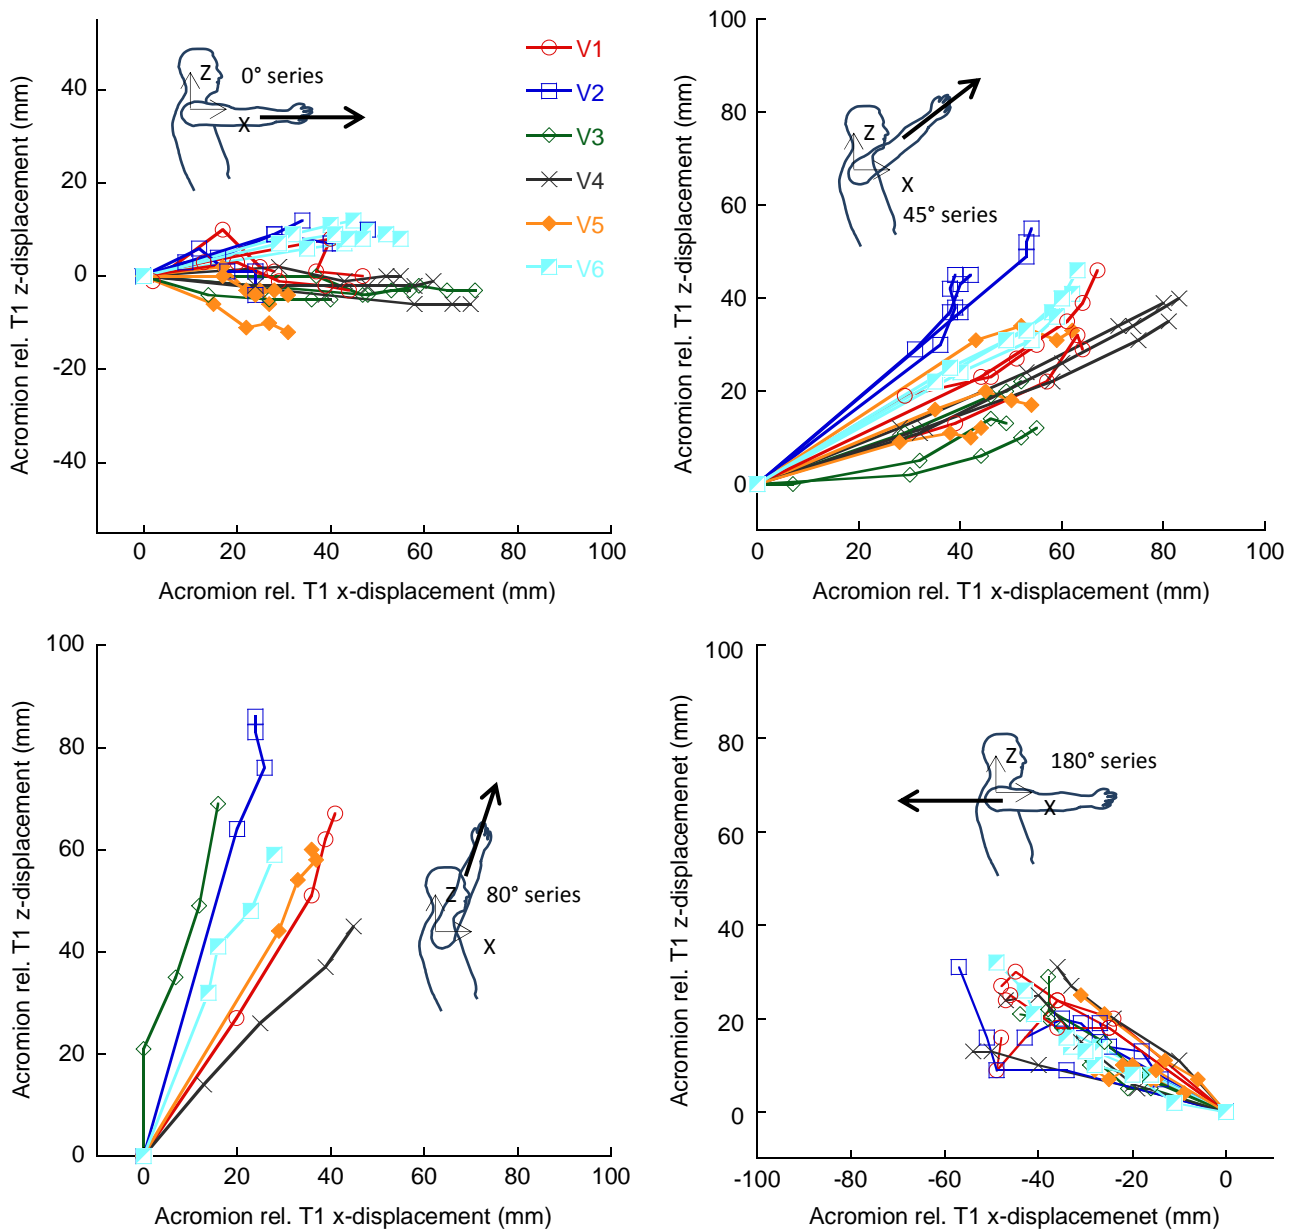 Acromion rel. T1 z-displacement (mm)
40
20
0
-20
-40
Z
0° series
X
V1
V2
V3
V4
V5
V6
0 20 40 60 80 100
Acromion rel. T1 x-displacement (mm)
Acromion rel. T1 z-displacement (mm)
100
80
60
40
20
0
Z
X
45° series
0 20 40 60 80 100
Acromion rel. T1 x-displacement (mm)
Acromion rel. T1 z-displacement (mm)
100
80
60
40
20
0
Z
80° series
X
0 20 40 60 80 100
Acromion rel. T1 x-displacement (mm)
Acromion rel. T1 z-displacemenet (mm)
100
80
60
40
20
0
Z
180° series
X
-100 -80 -60 -40 -20 0
Acromion rel. T1 x-displacemenet (mm)